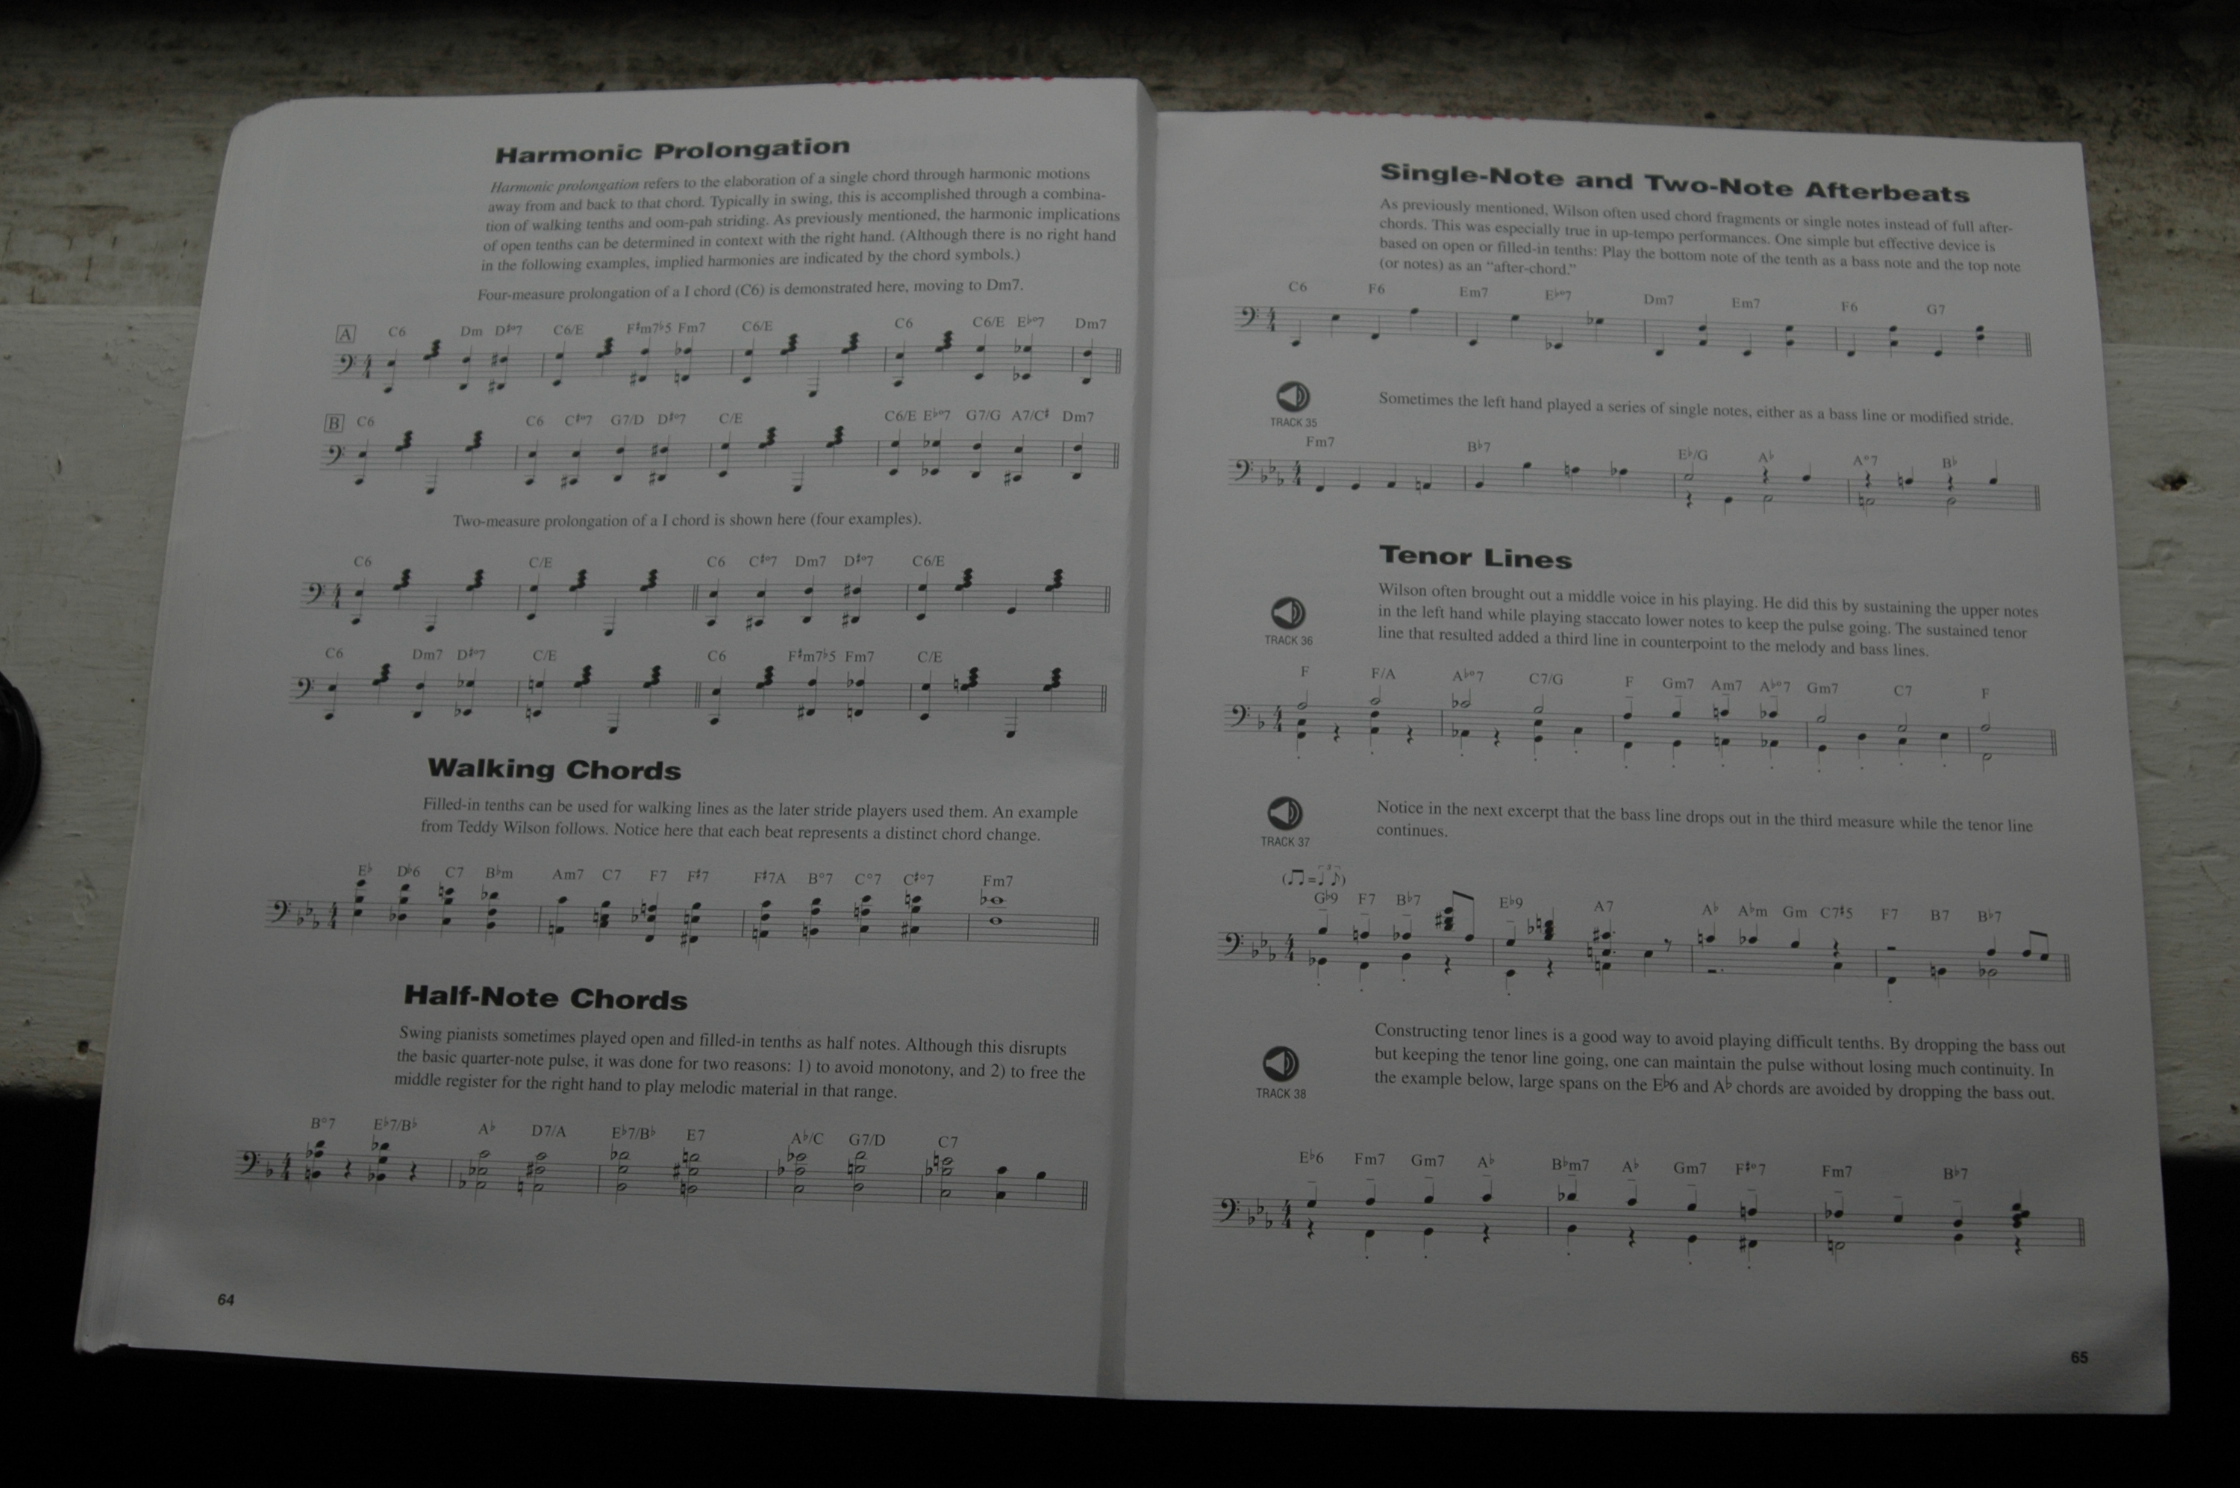 Harmonic Prolongation
Harmonic prolongation refers to the elaboration of a single chord through harmonic motions
away from and back to that chord. Typically in swing, this is accomplished through a combina-
tion of walking tenths and oom-pah striding. As previously mentioned, the harmonic implications
of open tenths can be determined in context with the right hand. (Although there is no right hand
in the following examples, implied harmonies are indicated by the chord symbols.)
Four-measure prolongation of a I chord (C6) is demonstrated here, moving to Dm7.
A C6 Dm D♯°7 C6/E F♯m7♭5 Fm7 C6/E C6 C6/E E♭°7 Dm7
B C6 C6 C♯°7 G7/D D♯°7 C/E C6/E E♭°7 G7/G A7/C♯ Dm7
Two-measure prolongation of a I chord is shown here (four examples).
C6 C/E C6 C♯°7 Dm7 D♯°7 C6/E
C6 Dm7 D♯°7 C/E C6 F♯m7♭5 Fm7 C/E
Walking Chords
Filled-in tenths can be used for walking lines as the later stride players used them. An example
from Teddy Wilson follows. Notice here that each beat represents a distinct chord change.
E♭ D♭6 C7 B♭m Am7 C7 F7 F♯7 F♯7A B°7 C°7 C♯°7 Fm7
Half-Note Chords
Swing pianists sometimes played open and filled-in tenths as half notes. Although this disrupts
the basic quarter-note pulse, it was done for two reasons: 1) to avoid monotony, and 2) to free the
middle register for the right hand to play melodic material in that range.
B°7 E♭7/B♭ A♭ D7/A E♭7/B♭ E7 A♭/C G7/D C7
64
Single-Note and Two-Note Afterbeats
As previously mentioned, Wilson often used chord fragments or single notes instead of full after-
chords. This was especially true in up-tempo performances. One simple but effective device is
based on open or filled-in tenths: Play the bottom note of the tenth as a bass note and the top note
(or notes) as an “after-chord.”
C6 F6 Em7 E♭°7 Dm7 Em7 F6 G7
TRACK 35
Sometimes the left hand played a series of single notes, either as a bass line or modified stride.
Fm7 B♭7 E♭/G A♭ A°7 B♭
Tenor Lines
TRACK 36
Wilson often brought out a middle voice in his playing. He did this by sustaining the upper notes
in the left hand while playing staccato lower notes to keep the pulse going. The sustained tenor
line that resulted added a third line in counterpoint to the melody and bass lines.
F F/A A♭°7 C7/G F Gm7 Am7 A♭°7 Gm7 C7 F
TRACK 37
Notice in the next excerpt that the bass line drops out in the third measure while the tenor line
continues.
G♭9 F7 B♭7 E♭9 A7 A♭ A♭m Gm C7♯5 F7 B7 B♭7
TRACK 38
Constructing tenor lines is a good way to avoid playing difficult tenths. By dropping the bass out
but keeping the tenor line going, one can maintain the pulse without losing much continuity. In
the example below, large spans on the E♭6 and A♭ chords are avoided by dropping the bass out.
E♭6 Fm7 Gm7 A♭ B♭m7 A♭ Gm7 F♯°7 Fm7 B♭7
65